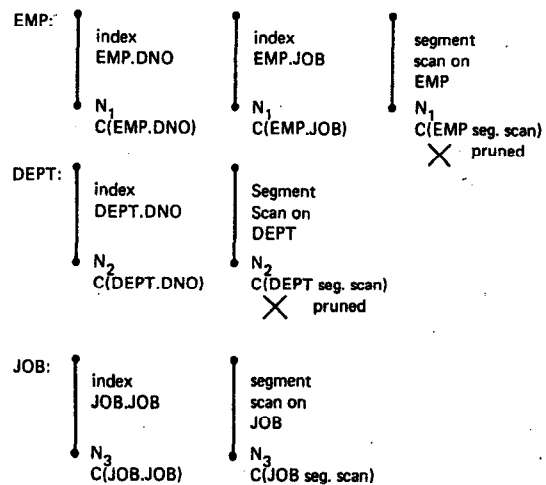 EMP:
index
EMP.DNO
N1
C(EMP.DNO)
index
EMP.JOB
N1
C(EMP.JOB)
segment
scan on
EMP
N1
C(EMP seg. scan)
pruned
DEPT:
index
DEPT.DNO
N2
C(DEPT.DNO)
Segment
Scan on
DEPT
N2
C(DEPT seg. scan)
pruned
JOB:
index
JOB.JOB
N3
C(JOB.JOB)
segment
scan on
JOB
N3
C(JOB seg. scan)